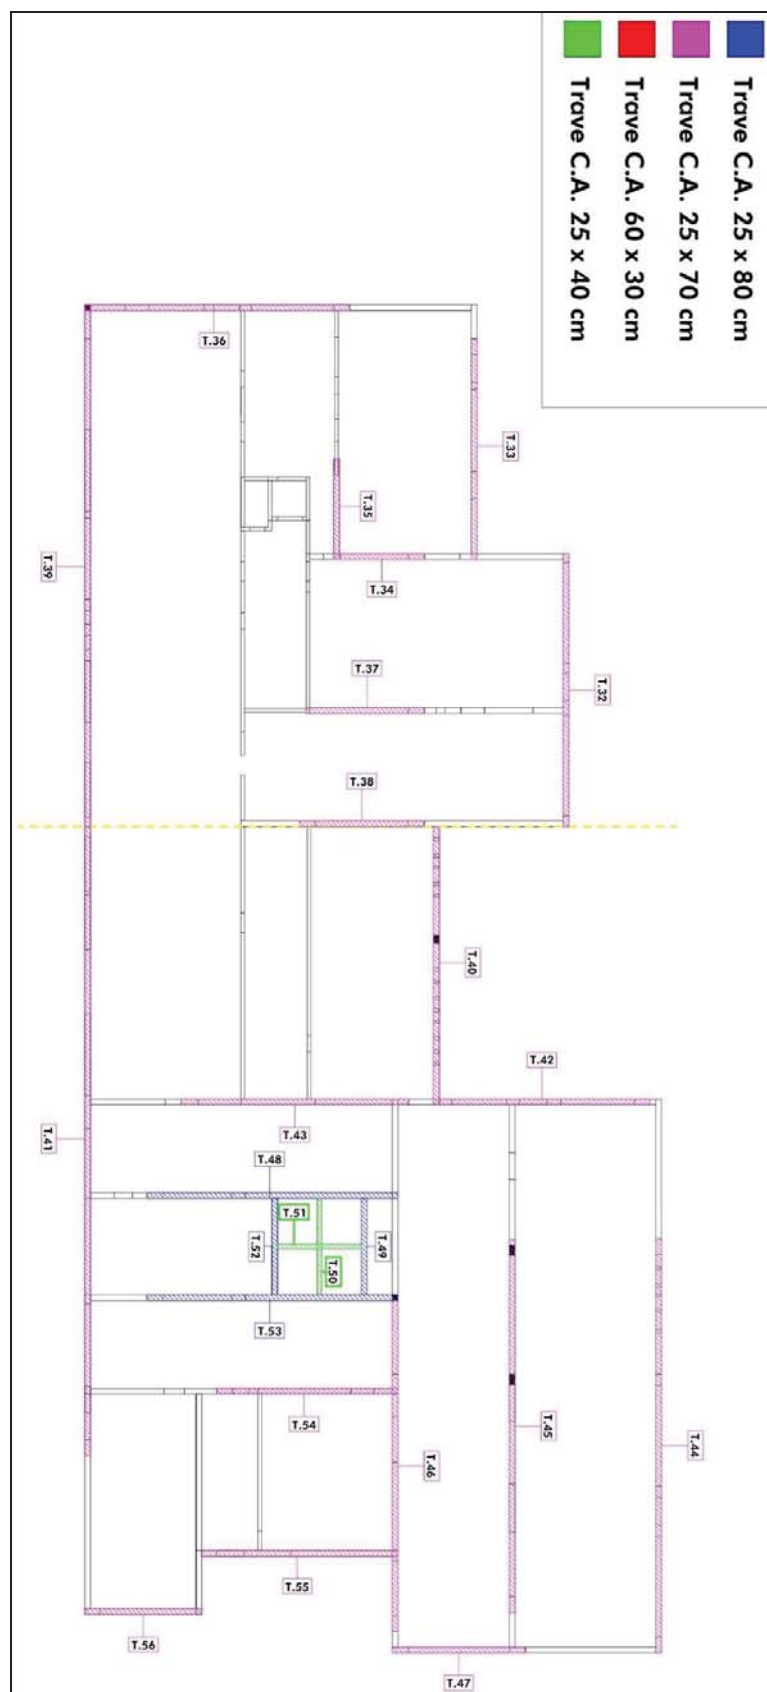 Trave C.A. 25 x 80 cm
Trave C.A. 25 x 70 cm
Trave C.A. 60 x 30 cm
Trave C.A. 25 x 40 cm
T.36
T.33
T.35
T.39
T.34
T.37
T.32
T.38
T.40
T.42
T.41
T.43
T.48
T.51
T.52
T.49
T.50
T.53
T.54
T.46
T.45
T.44
T.55
T.56
T.47